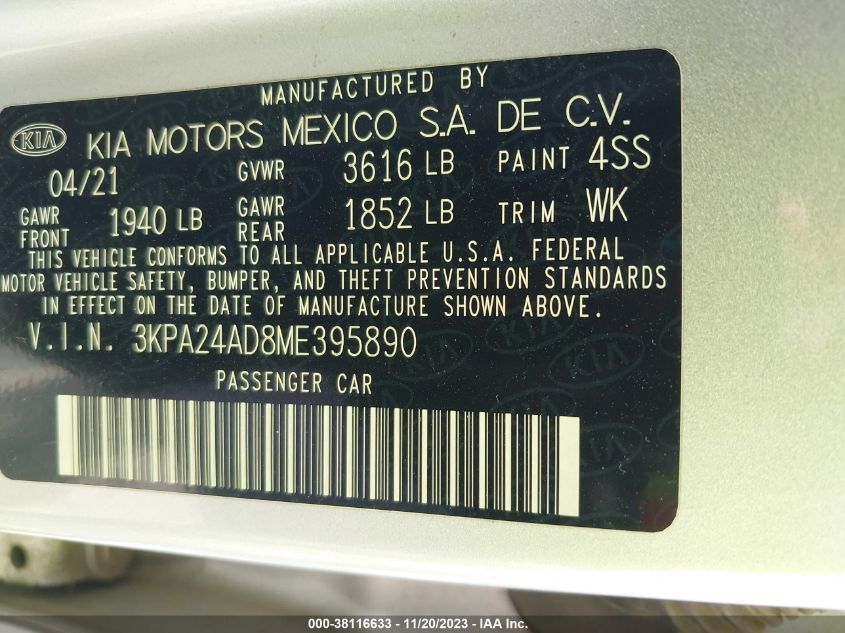 MANUFACTURED BY
KIA KIA MOTORS MEXICO S.A. DE C.V.
04/21 GVWR 3616 LB PAINT 4SS
GAWR FRONT 1940 LB GAWR REAR 1852 LB TRIM WK
THIS VEHICLE CONFORMS TO ALL APPLICABLE U.S.A. FEDERAL
MOTOR VEHICLE SAFETY, BUMPER, AND THEFT PREVENTION STANDARDS
IN EFFECT ON THE DATE OF MANUFACTURE SHOWN ABOVE.
V.I.N. 3KPA24AD8ME395890
PASSENGER CAR
000-38116633 - 11/20/2023 - IAA Inc.